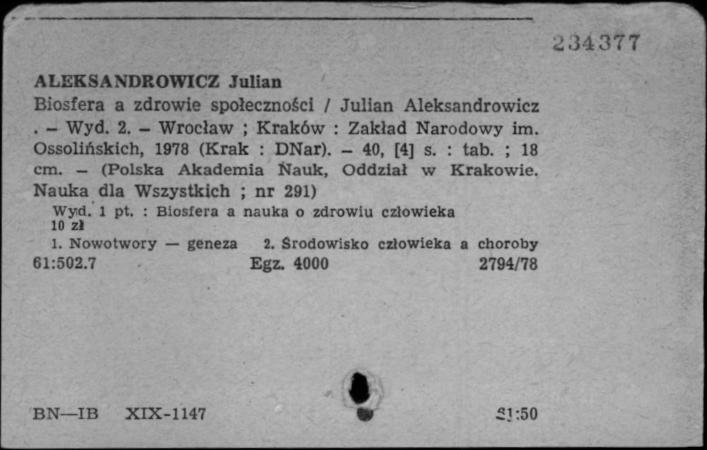 234377
ALEKSANDROWICZ Julian
Biosfera a zdrowie społeczności / Julian Aleksandrowicz
. — Wyd. 2. — Wrocław ; Kraków : Zakład Narodowy im.
Ossolińskich, 1978 (Krak : DNar). — 40, [4] s. : tab. ; 18
cm. — (Polska Akademia Nauk, Oddział w Krakowie.
Nauka dla Wszystkich ; nr 291)
Wyd. 1 pt. : Biosfera a nauka o zdrowiu człowieka
10 zł
1. Nowotwory — geneza 2. Środowisko człowieka a choroby
61:502.7 Egz. 4000 2794/78
BN—IB XIX-1147 :50